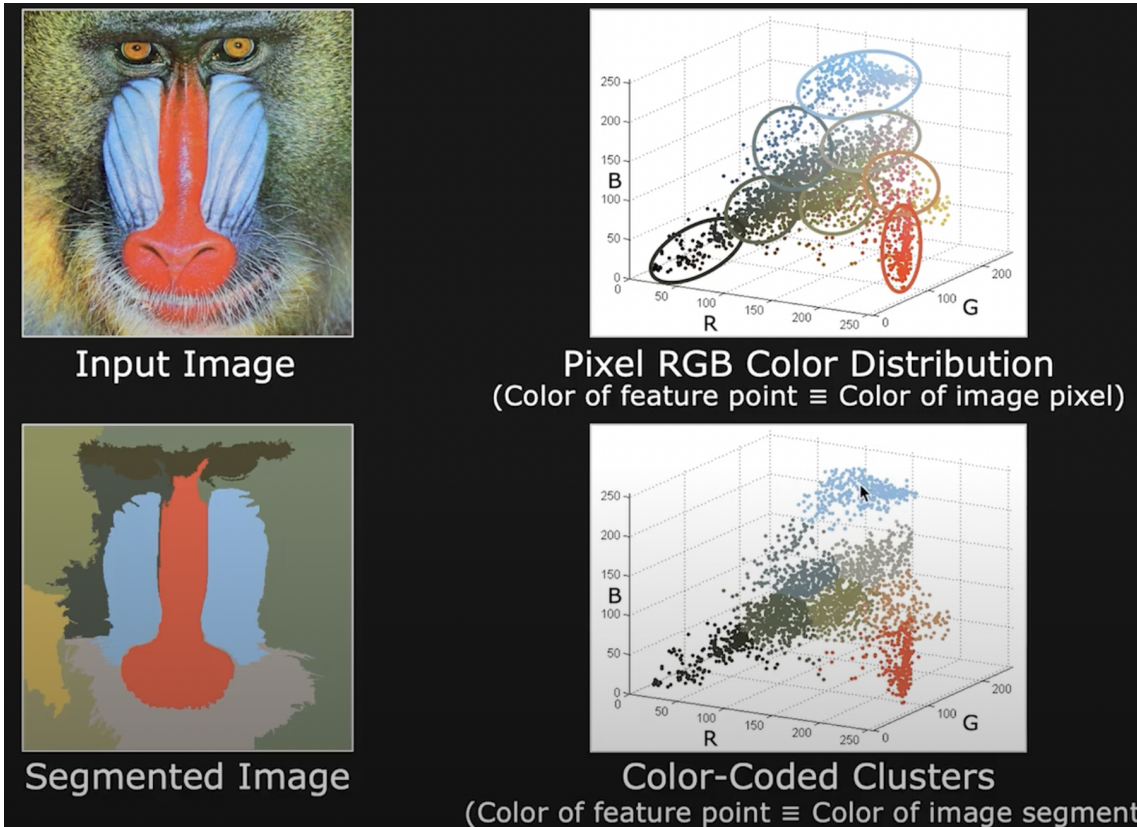 250
200
150
B
100
50
0
0
50
100
R
150
200
250
0
100
G
200
Input Image
Pixel RGB Color Distribution
(Color of feature point ≡ Color of image pixel)
250
200
150
B
100
50
0
0
50
100
R
150
200
250
0
100
G
200
Segmented Image
Color-Coded Clusters
(Color of feature point ≡ Color of image segment